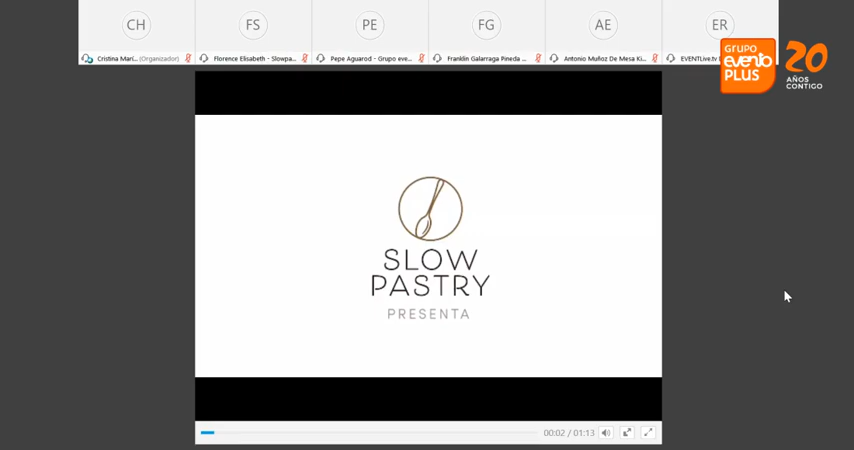 CH
FS
PE
FG
AE
ER
Cristina Marí... (Organizador)
Florence Elisabeth - Slowpa...
Pepe Aguarod - Grupo eve...
Franklin Galarraga Pineda ...
Antonio Muñoz De Mesa Ki...
EVENTLive.tv
GRUPO
evento
PLUS
20
AÑOS
CONTIGO
SLOW
PASTRY
PRESENTA
00:02 / 01:13